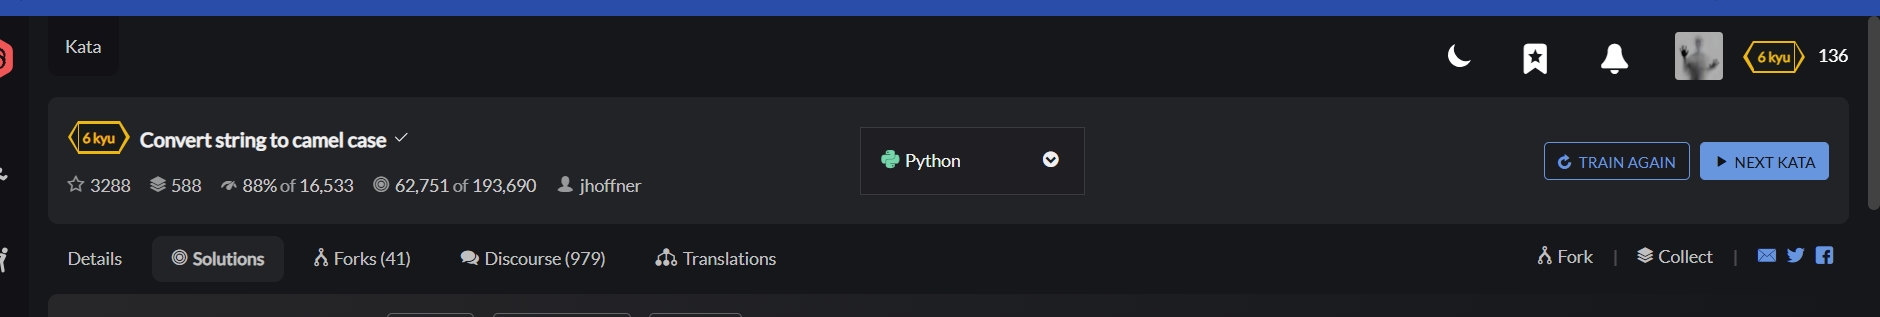 Kata
6 kyu 136
6 kyu Convert string to camel case
Python
TRAIN AGAIN NEXT KATA
3288 588 88% of 16,533 62,751 of 193,690 jhoffner
Details Solutions Forks (41) Discourse (979) Translations
Fork | Collect |